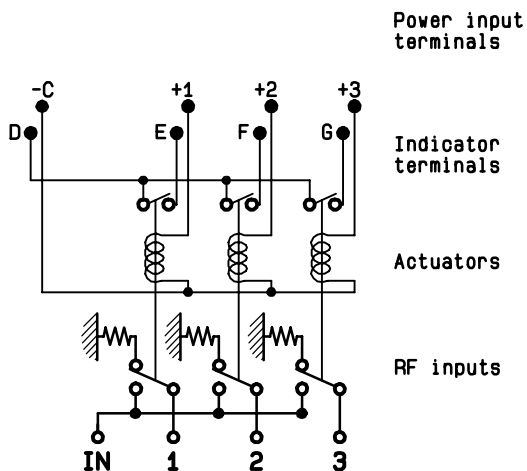 Power input
terminals
-C +1 +2 +3
D E F G
Indicator
terminals
Actuators
RF inputs
IN 1 2 3